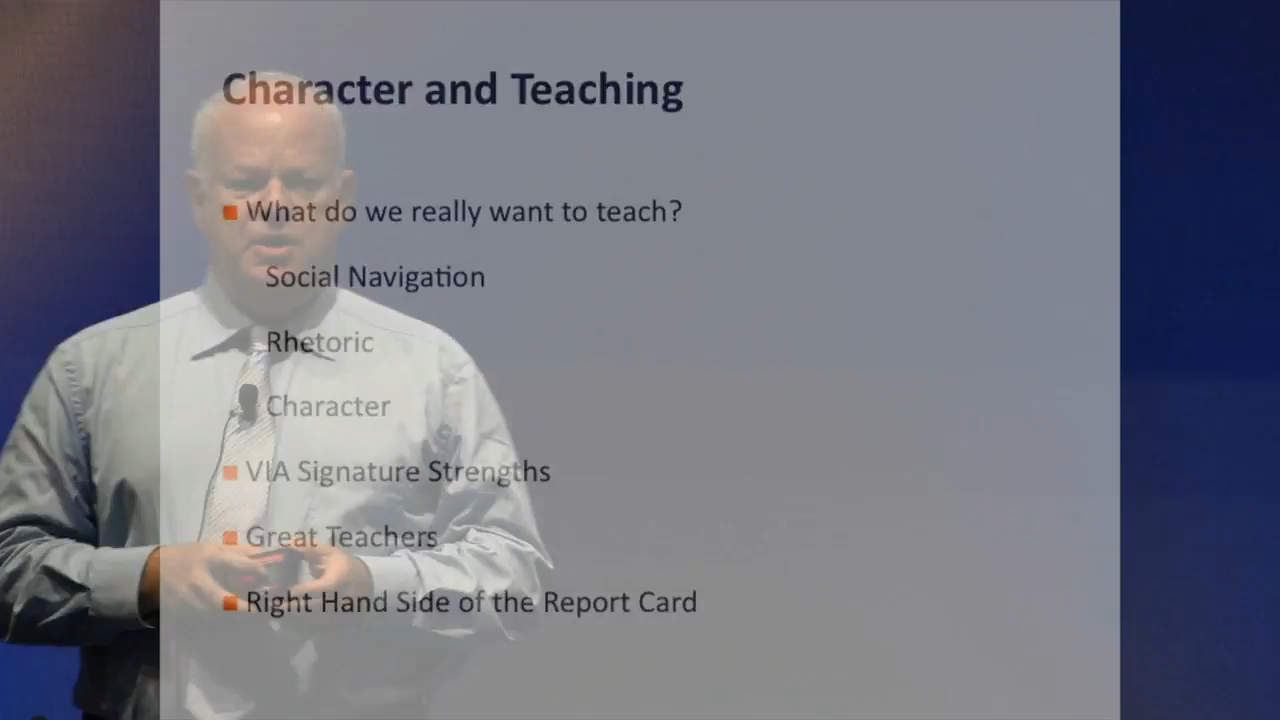 Character and Teaching
What do we really want to teach?
Social Navigation
Rhetoric
Character
VIA Signature Strengths
Great Teachers
Right Hand Side of the Report Card